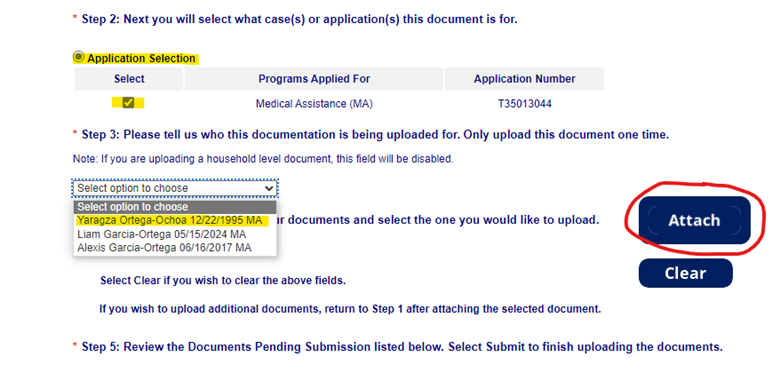 * Step 2: Next you will select what case(s) or application(s) this document is for.
Application Selection
Select Programs Applied For Application Number
Medical Assistance (MA) T35013044
* Step 3: Please tell us who this documentation is being uploaded for. Only upload this document one time.
Note: If you are uploading a household level document, this field will be disabled.
Select option to choose
Select option to choose
Yaragza Ortega-Ochoa 12/22/1995 MA
Liam Garcia-Ortega 05/15/2024 MA
Alexis Garcia-Ortega 06/16/2017 MA
documents and select the one you would like to upload.
Attach
Clear
Select Clear if you wish to clear the above fields.
If you wish to upload additional documents, return to Step 1 after attaching the selected document.
* Step 5: Review the Documents Pending Submission listed below. Select Submit to finish uploading the documents.